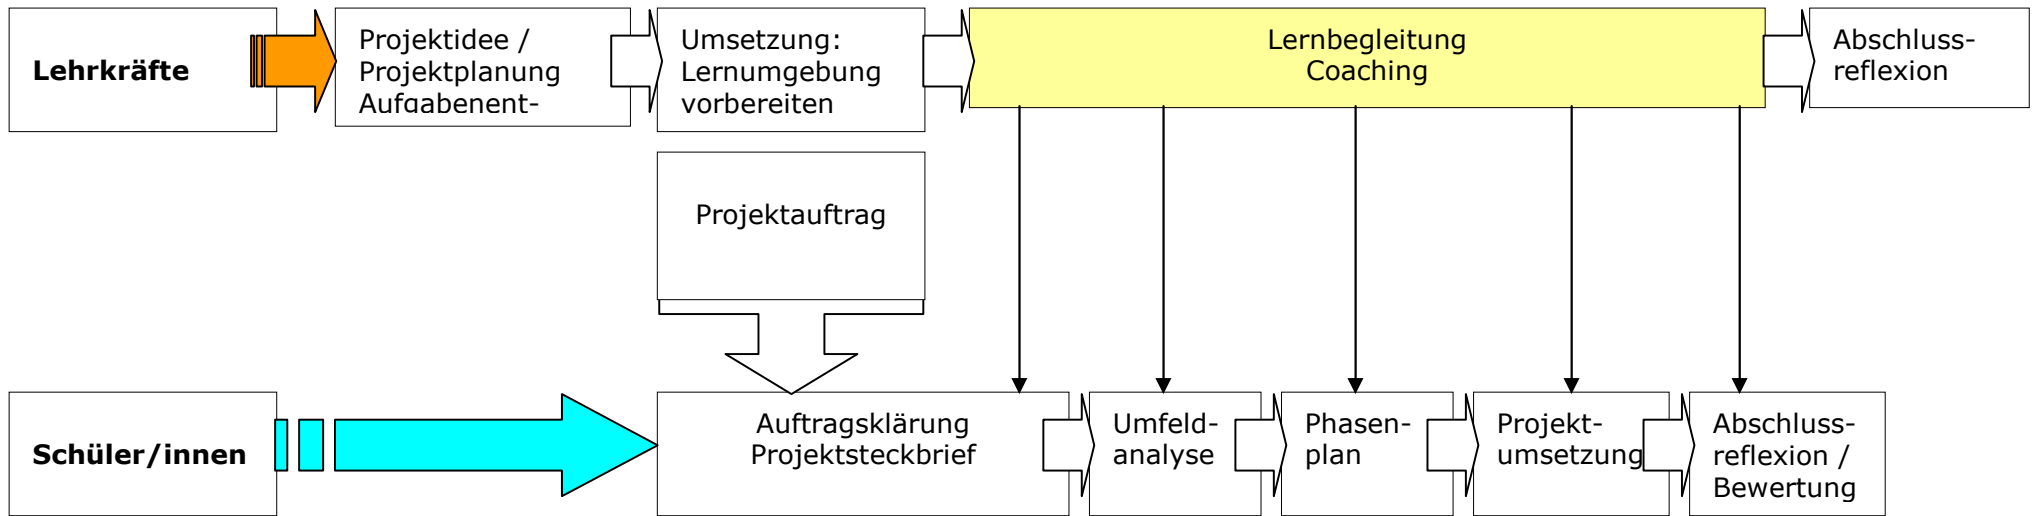 Lehrkräfte
Projektidee /
Projektplanung
Aufgabenent-
Umsetzung:
Lernumgebung
vorbereiten
Lernbegleitung
Coaching
Abschluss-
reflexion
Projektauftrag
Schüler/innen
Auftragsklärung
Projektsteckbrief
Umfeld-
analyse
Phasen-
plan
Projekt-
umsetzung
Abschluss-
reflexion /
Bewertung